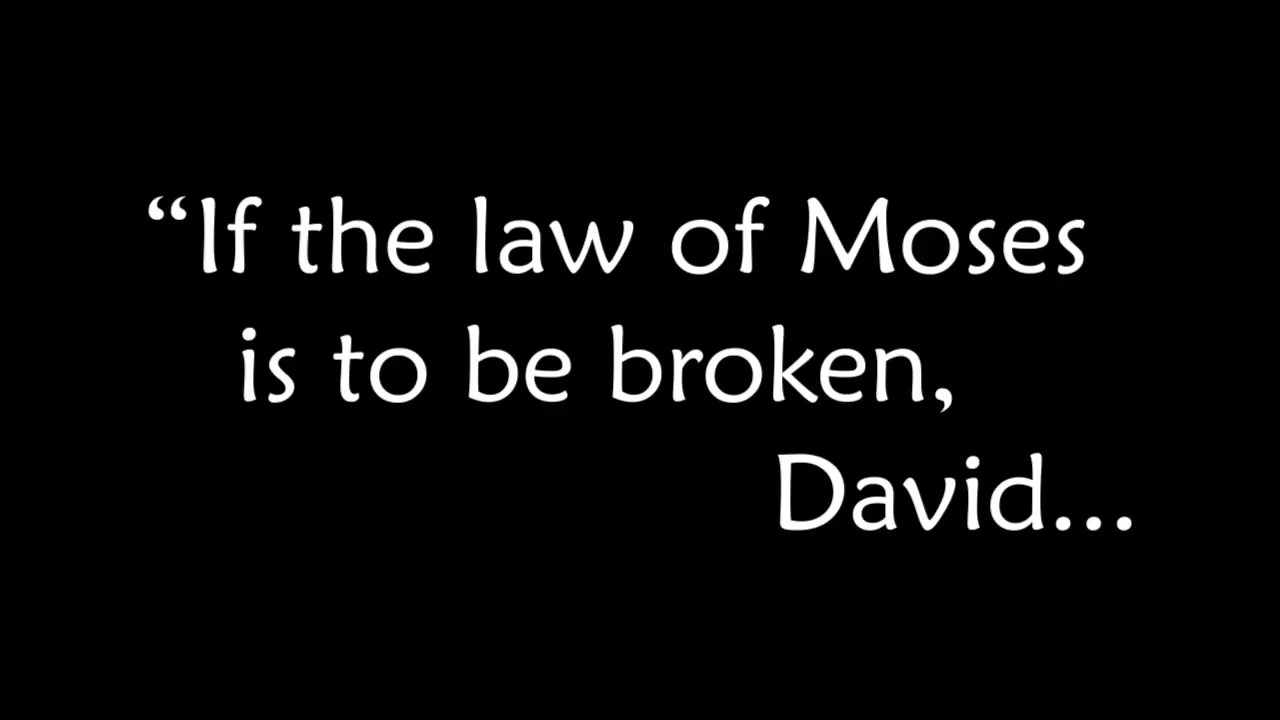 “If the law of Moses
is to be broken,
David...